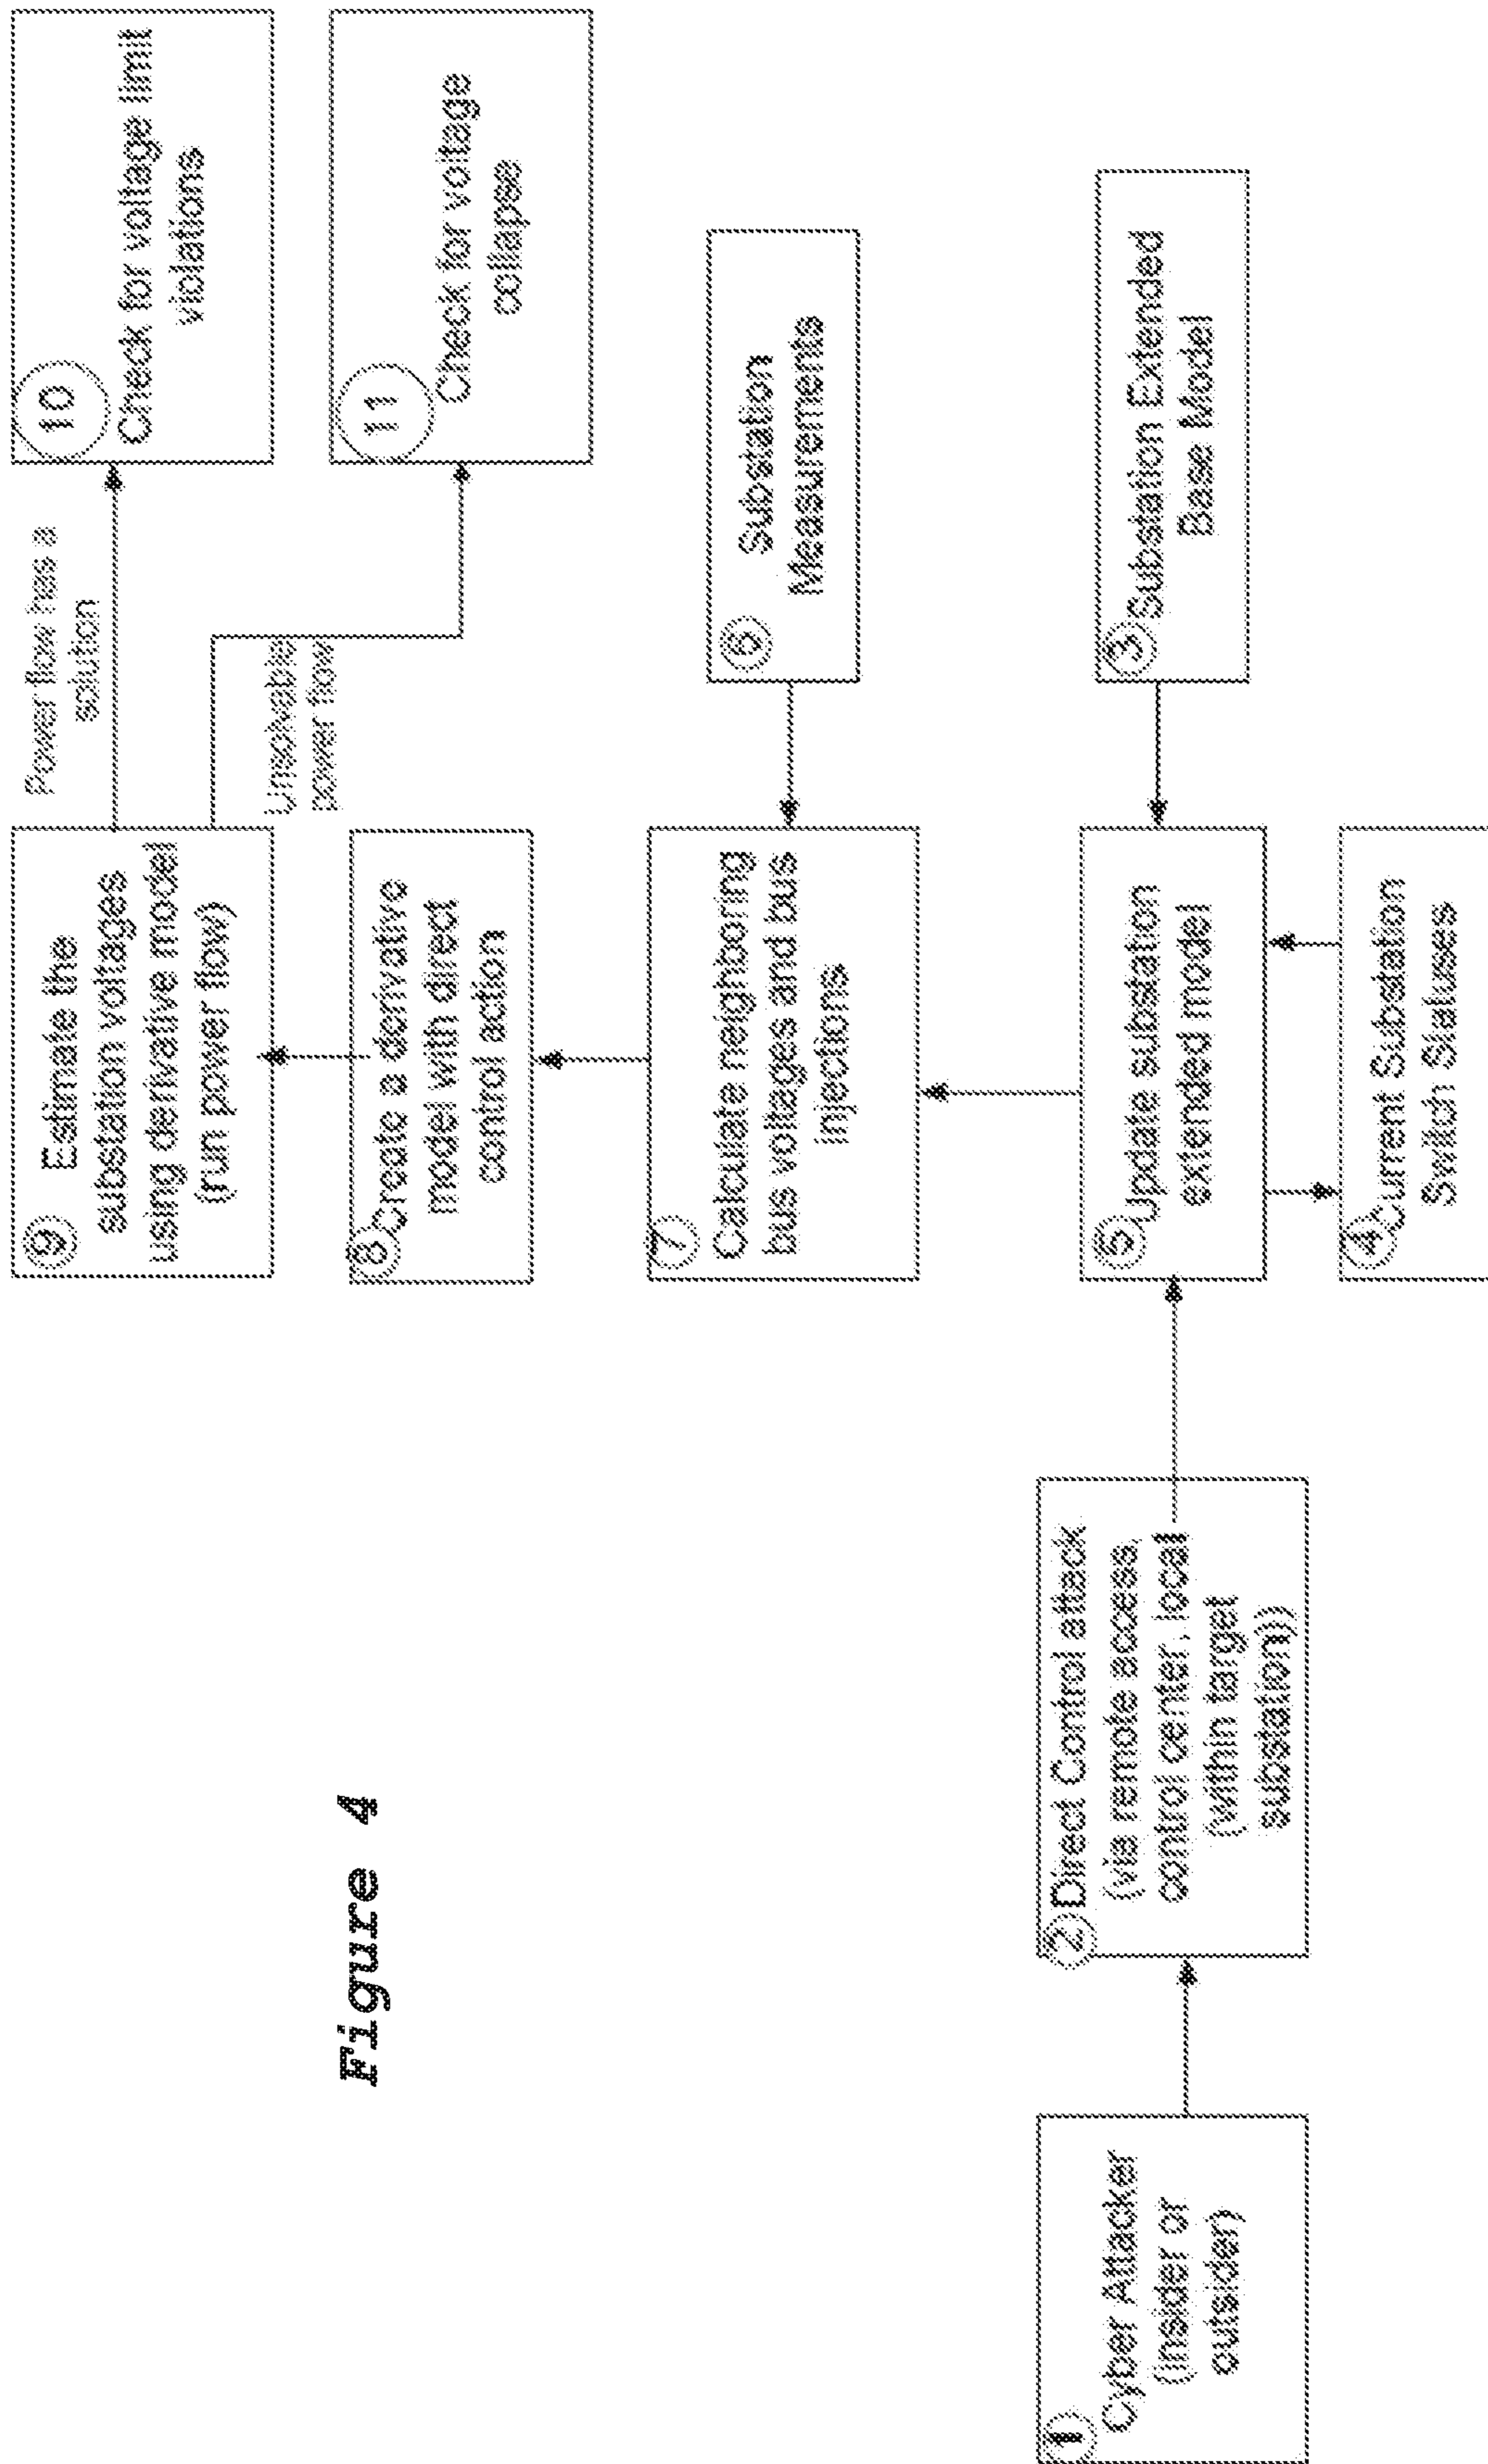 Figure 4
1
Cyber Attacker
(insider or
outsider)
2
Direct Control attack
(via remote access,
control center, local
(within target
substation))
3
Substation Extended
Base Model
4
Current Substation
Switch Statuses
5
Update substation
extended model
6
Substation
Measurements
7
Calculate neighboring
bus voltages and bus
injections
8
Create a derivative
model with direct
control action
9
Estimate the
substation voltages
using derivative model
(run power flow)
Power flow has a
solution
Unsolvable
power flow
10
Check for voltage limit
violations
11
Check for voltage
collapse